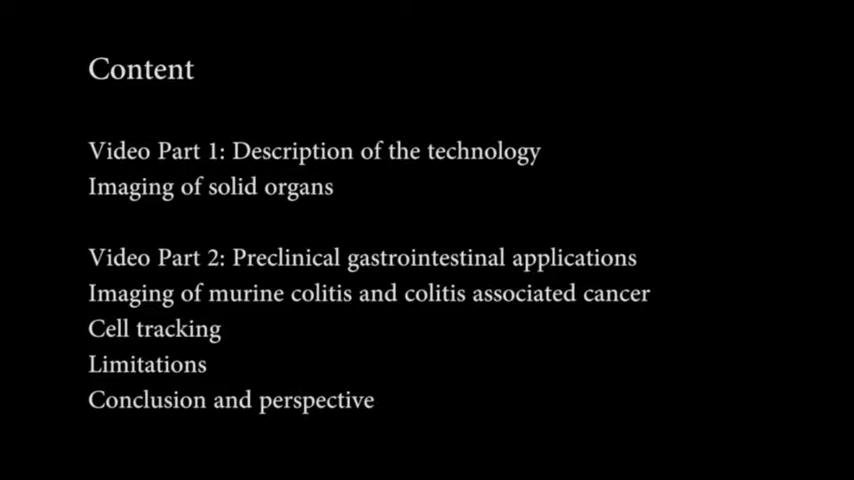 Content
Video Part 1: Description of the technology
Imaging of solid organs
Video Part 2: Preclinical gastrointestinal applications
Imaging of murine colitis and colitis associated cancer
Cell tracking
Limitations
Conclusion and perspective